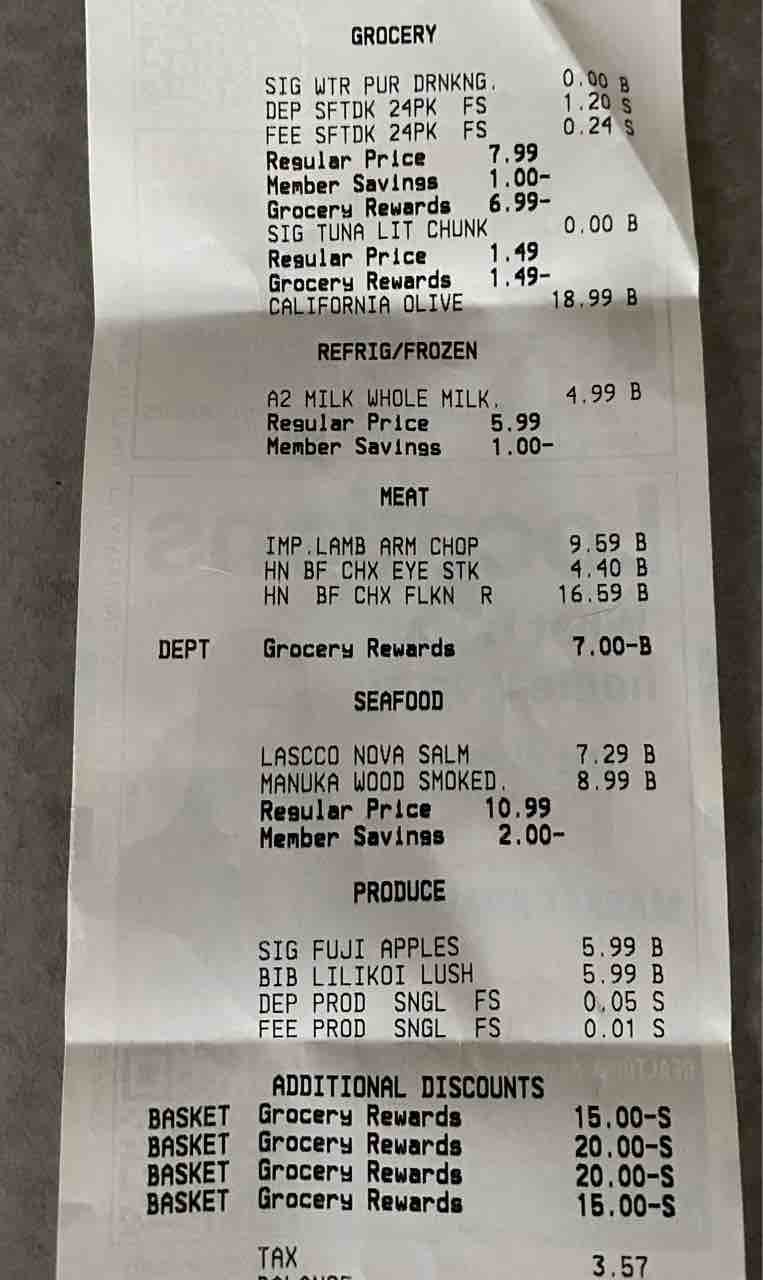 GROCERY
SIG WTR PUR DRNKNG. 0.00 B
DEP SFTDK 24PK FS 1.20 S
FEE SFTDK 24PK FS 0.24 S
Regular Price 7.99
Member Savings 1.00-
Grocery Rewards 6.99-
SIG TUNA LIT CHUNK 0.00 B
Regular Price 1.49
Grocery Rewards 1.49-
CALIFORNIA OLIVE 18.99 B
REFRIG/FROZEN
A2 MILK WHOLE MILK. 4.99 B
Regular Price 5.99
Member Savings 1.00-
MEAT
IMP.LAMB ARM CHOP 9.59 B
HN BF CHX EYE STK 4.40 B
HN BF CHX FLKN R 16.59 B
DEPT Grocery Rewards 7.00-B
SEAFOOD
LASCCO NOVA SALM 7.29 B
MANUKA WOOD SMOKED. 8.99 B
Regular Price 10.99
Member Savings 2.00-
PRODUCE
SIG FUJI APPLES 5.99 B
BIB LILIKOI LUSH 5.99 B
DEP PROD SNGL FS 0.05 S
FEE PROD SNGL FS 0.01 S
ADDITIONAL DISCOUNTS
BASKET Grocery Rewards 15.00-S
BASKET Grocery Rewards 20.00-S
BASKET Grocery Rewards 20.00-S
BASKET Grocery Rewards 15.00-S
TAX 3.57